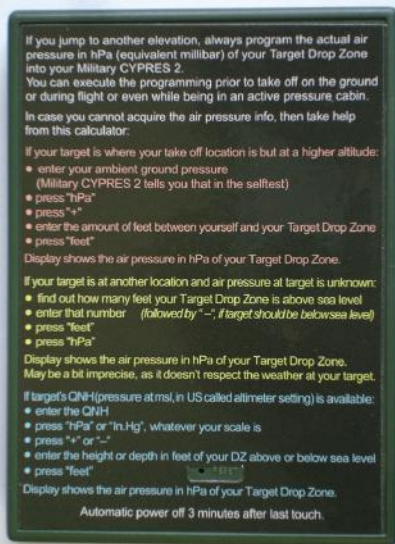 If you jump to another elevation, always program the actual air
pressure in hPa (equivalent millibar) of your Target Drop Zone
into your Military CYPRES 2.
You can execute the programming prior to take off on the ground
or during flight or even while being in an active pressure cabin.
In case you cannot acquire the air pressure info, then take help
from this calculator:
If your target is where your take off location is but at a higher altitude:
● enter your ambient ground pressure
(Military CYPRES 2 tells you that in the selftest)
● press "hPa"
● press "+"
● enter the amount of feet between yourself and your Target Drop Zone
● press "feet"
Display shows the air pressure in hPa of your Target Drop Zone.
If your target is at another location and air pressure at target is unknown:
● find out how many feet your Target Drop Zone is above sea level
● enter that number (followed by "–", if target should be below sea level)
● press "feet"
● press "hPa"
Display shows the air pressure in hPa of your Target Drop Zone.
May be a bit imprecise, as it doesn't respect the weather at your target.
If target's QNH(pressure at msl, in US called altimeter setting) is available:
● enter the QNH
● press "hPa" or "In.Hg", whatever your scale is
● press "+" or "–"
● enter the height or depth in feet of your DZ above or below sea level
● press "feet"
Display shows the air pressure in hPa of your Target Drop Zone.
Automatic power off 3 minutes after last touch.